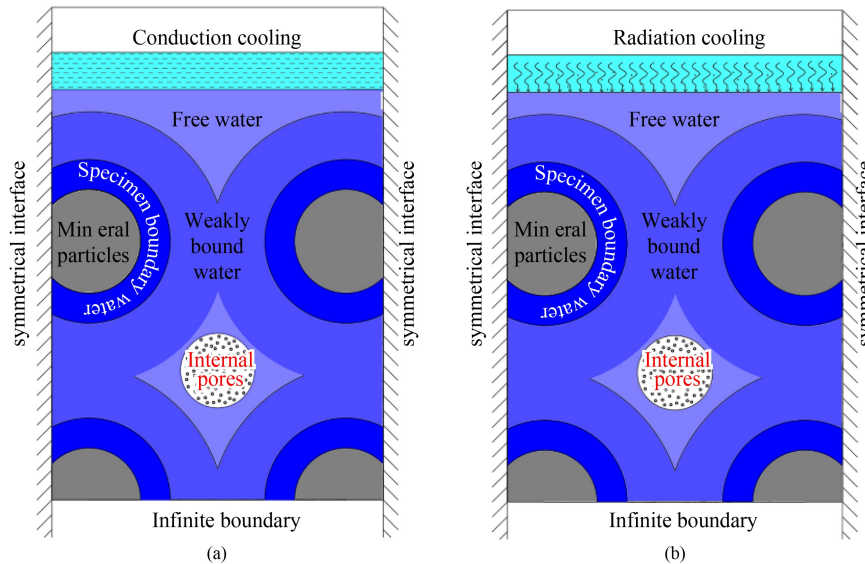 Conduction cooling
Free water
symmetrical interface
symmetrical interface
Specimen boundary water
Min eral
particles
Weakly
bound
water
Internal
pores
Infinite boundary
(a)
Radiation cooling
Free water
symmetrical interface
symmetrical interface
Specimen boundary water
Min eral
particles
Weakly
bound
water
Internal
pores
Infinite boundary
(b)